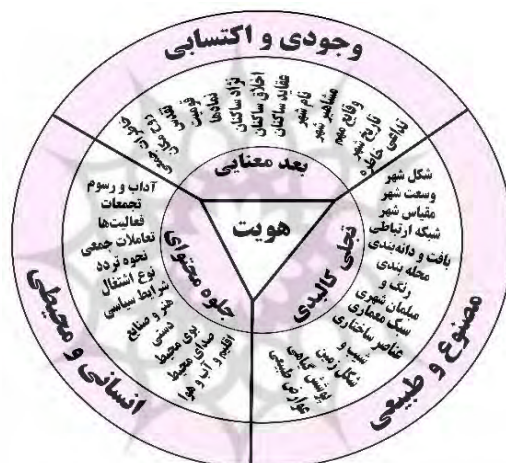 وجودی و اکتسابی
تداعی خاطره
تاریخ شهر
وقایع مهم
مشاهیر شهر
نام شهر
عقاید ساکنان
اخلاق ساکنان
نژاد ساکنان
نمادها
قومیت
بعد معنایی
هویت
تجلی کالبدی
جلوه محتوای
شکل شهر
وسعت شهر
مقیاس شهر
شبکه ارتباطی
بافت و دانه‌بندی
محله بندی
رنگ و
مبلمان شهری
سبک معماری
عناصر ساختاری
شیب و
شکل زمین
پوشش گیاهی
عوارض طبیعی
مصنوع و طبیعی
آداب و رسوم
تجمعات
فعالیت‌ها
تعاملات جمعی
نحوه تردد
نوع اشتغال
شرایط سیاسی
هنر و صنایع
دستی
بوی محیط
صدای محیط
اقلیم و آب و هوا
انسانی و محیطی